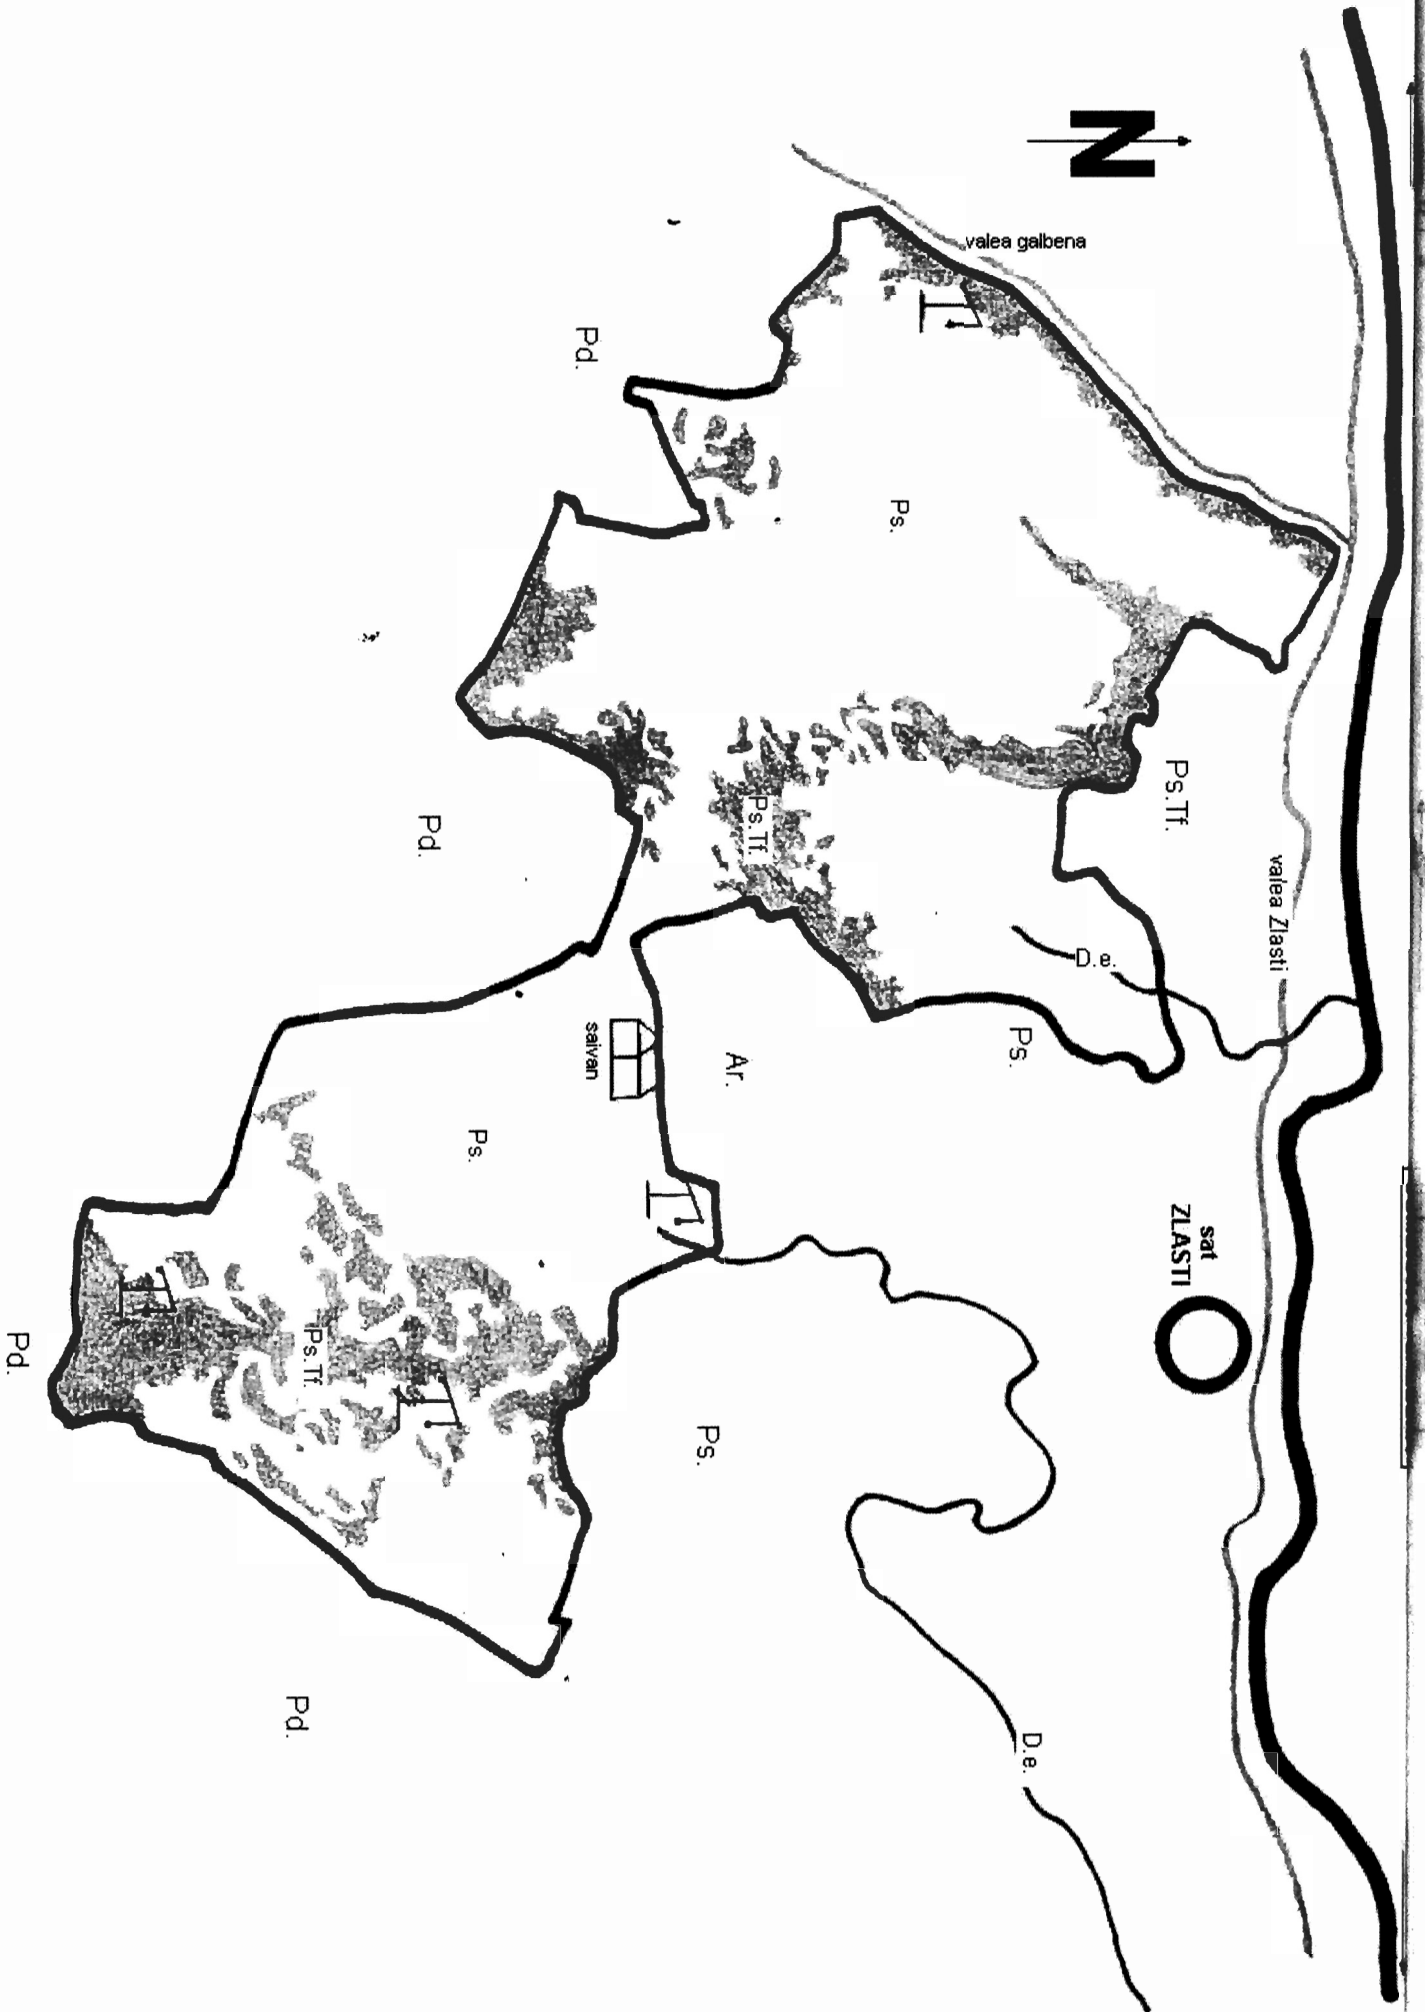 valea Zlasti
sat
ZLASTI
Ps.Tf.
N
D.e.
D.e.
valea galbena
Ps.
Ps.
Ps.Tf.
Ar.
Ps.
saivan
Pd.
Ps.
Pd.
Ps.Tf.
Pd.
Pd.